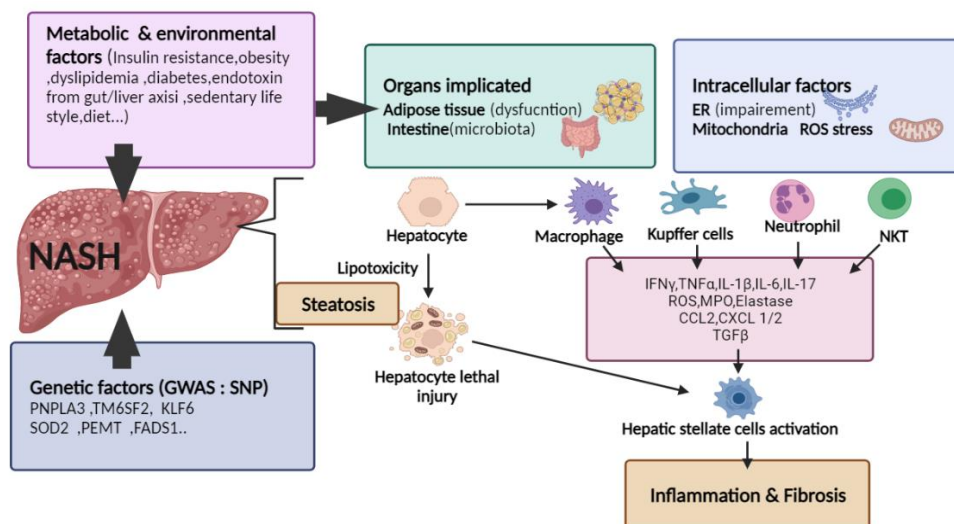 Metabolic & environmental
factors (Insulin resistance,obesity
,dyslipidemia ,diabetes,endotoxin
from gut/liver axisi ,sedentary life
style,diet...)
Organs implicated
Adipose tissue (dysfucntion)
Intestine(microbiota)
Intracellular factors
ER (impairement)
Mitochondria ROS stress
NASH
Hepatocyte
Macrophage
Kupffer cells
Neutrophil
NKT
Lipotoxicity
Steatosis
IFNγ,TNFα,IL-1β,IL-6,IL-17
ROS,MPO,Elastase
CCL2,CXCL 1/2
TGFβ
Hepatocyte lethal
injury
Genetic factors (GWAS : SNP)
PNPLA3 ,TM6SF2, KLF6
SOD2 ,PEMT ,FADS1..
Hepatic stellate cells activation
Inflammation & Fibrosis